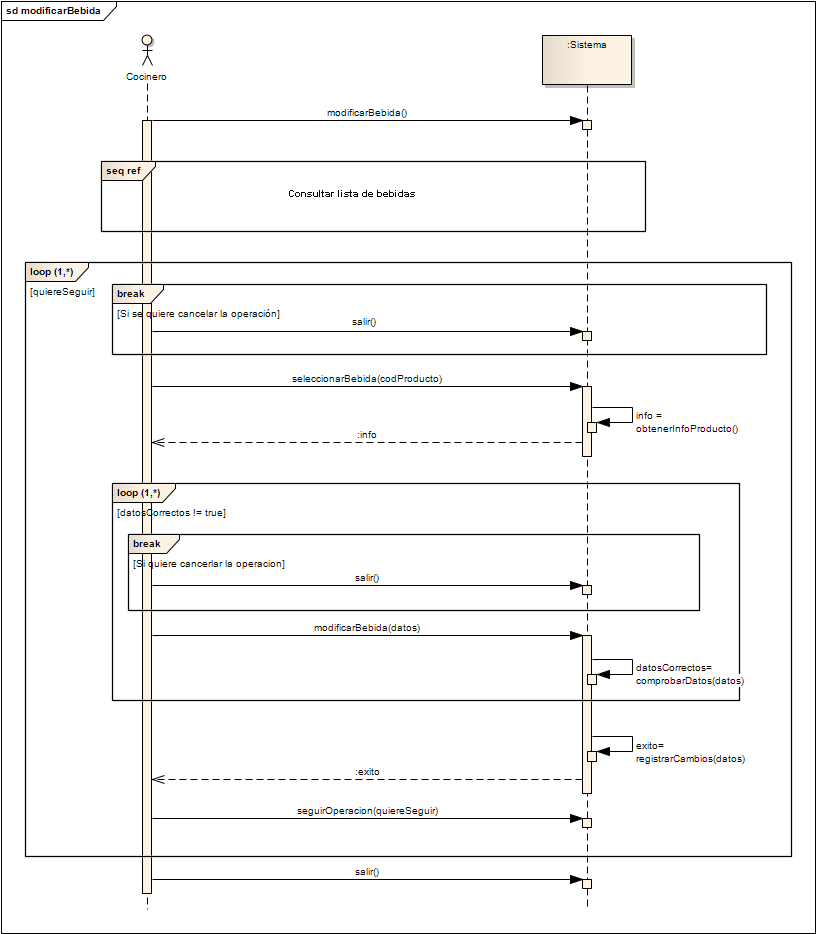 sd modificarBebida
:Sistema
Cocinero
modificarBebida()
seq ref
Consultar lista de bebidas
loop (1,*)
[quiereSeguir]
break
[Si se quiere cancelar la operación]
salir()
seleccionarBebida(codProducto)
info =
obtenerInfoProducto()
:info
loop (1,*)
[datosCorrectos != true]
break
[Si quiere cancerlar la operacion]
salir()
modificarBebida(datos)
datosCorrectos=
comprobarDatos(datos)
exito=
registrarCambios(datos)
:exito
seguirOperacion(quiereSeguir)
salir()